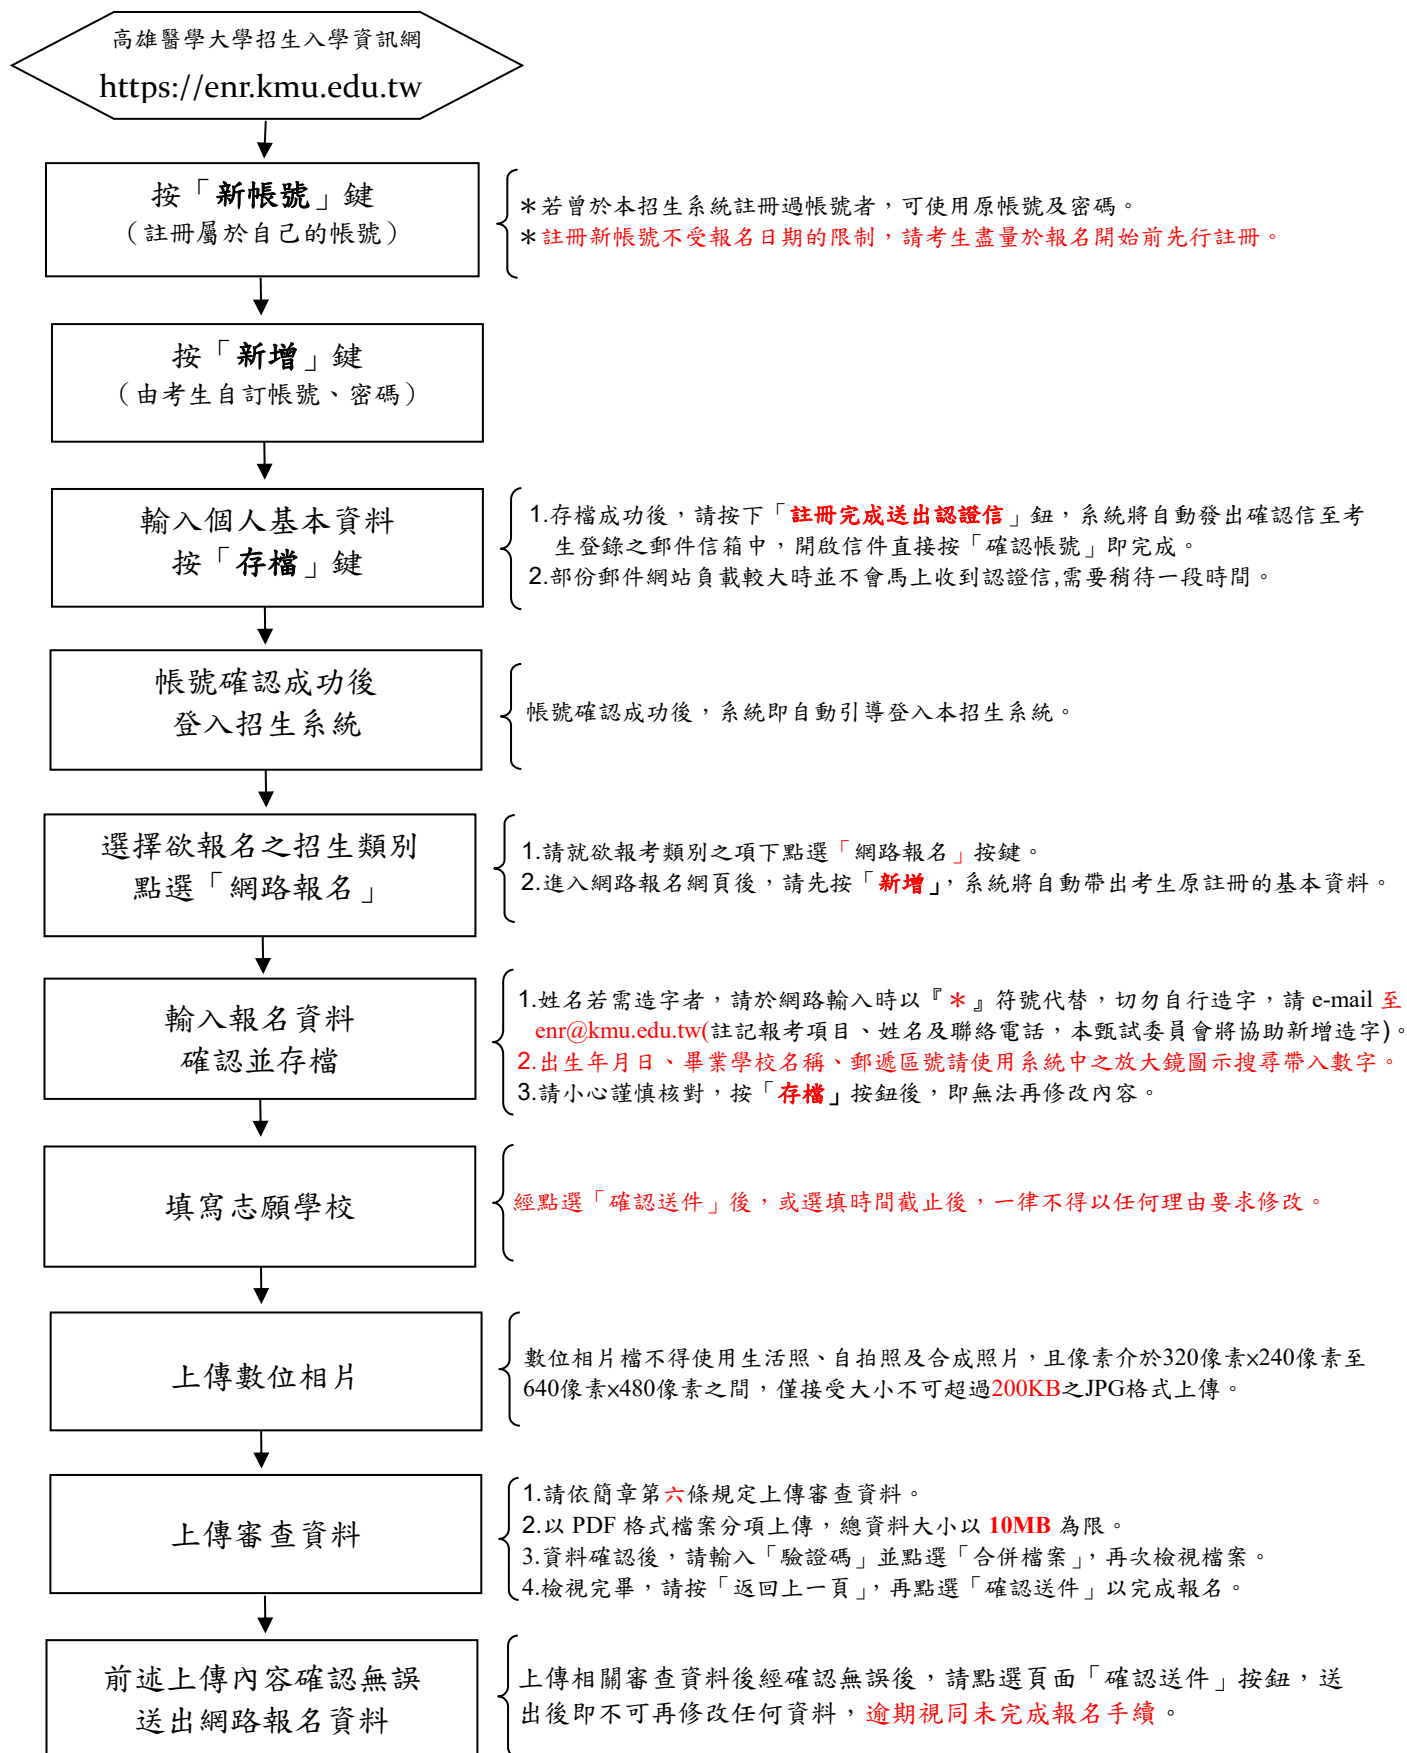 高雄醫學大學招生入學資訊網
https://enr.kmu.edu.tw
按「新帳號」鍵
（註冊屬於自己的帳號）
＊若曾於本招生系統註冊過帳號者，可使用原帳號及密碼。
＊註冊新帳號不受報名日期的限制，請考生盡量於報名開始前先行註冊。
按「新增」鍵
（由考生自訂帳號、密碼）
輸入個人基本資料
按「存檔」鍵
1.存檔成功後，請按下「註冊完成送出認證信」鈕，系統將自動發出確認信至考
生登錄之郵件信箱中，開啟信件直接按「確認帳號」即完成。
2.部份郵件網站負載較大時並不會馬上收到認證信,需要稍待一段時間。
帳號確認成功後
登入招生系統
帳號確認成功後，系統即自動引導登入本招生系統。
選擇欲報名之招生類別
點選「網路報名」
1.請就欲報考類別之項下點選「網路報名」按鍵。
2.進入網路報名網頁後，請先按「新增」，系統將自動帶出考生原註冊的基本資料。
輸入報名資料
確認並存檔
1.姓名若需造字者，請於網路輸入時以『＊』符號代替，切勿自行造字，請 e-mail 至
enr@kmu.edu.tw(註記報考項目、姓名及聯絡電話，本甄試委員會將協助新增造字)。
2.出生年月日、畢業學校名稱、郵遞區號請使用系統中之放大鏡圖示搜尋帶入數字。
3.請小心謹慎核對，按「存檔」按鈕後，即無法再修改內容。
填寫志願學校
經點選「確認送件」後，或選填時間截止後，一律不得以任何理由要求修改。
上傳數位相片
數位相片檔不得使用生活照、自拍照及合成照片，且像素介於320像素×240像素至
640像素×480像素之間，僅接受大小不可超過200KB之JPG格式上傳。
上傳審查資料
1.請依簡章第六條規定上傳審查資料。
2.以 PDF 格式檔案分項上傳，總資料大小以 10MB 為限。
3.資料確認後，請輸入「驗證碼」並點選「合併檔案」，再次檢視檔案。
4.檢視完畢，請按「返回上一頁」，再點選「確認送件」以完成報名。
前述上傳內容確認無誤
送出網路報名資料
上傳相關審查資料後經確認無誤後，請點選頁面「確認送件」按鈕，送
出後即不可再修改任何資料，逾期視同未完成報名手續。